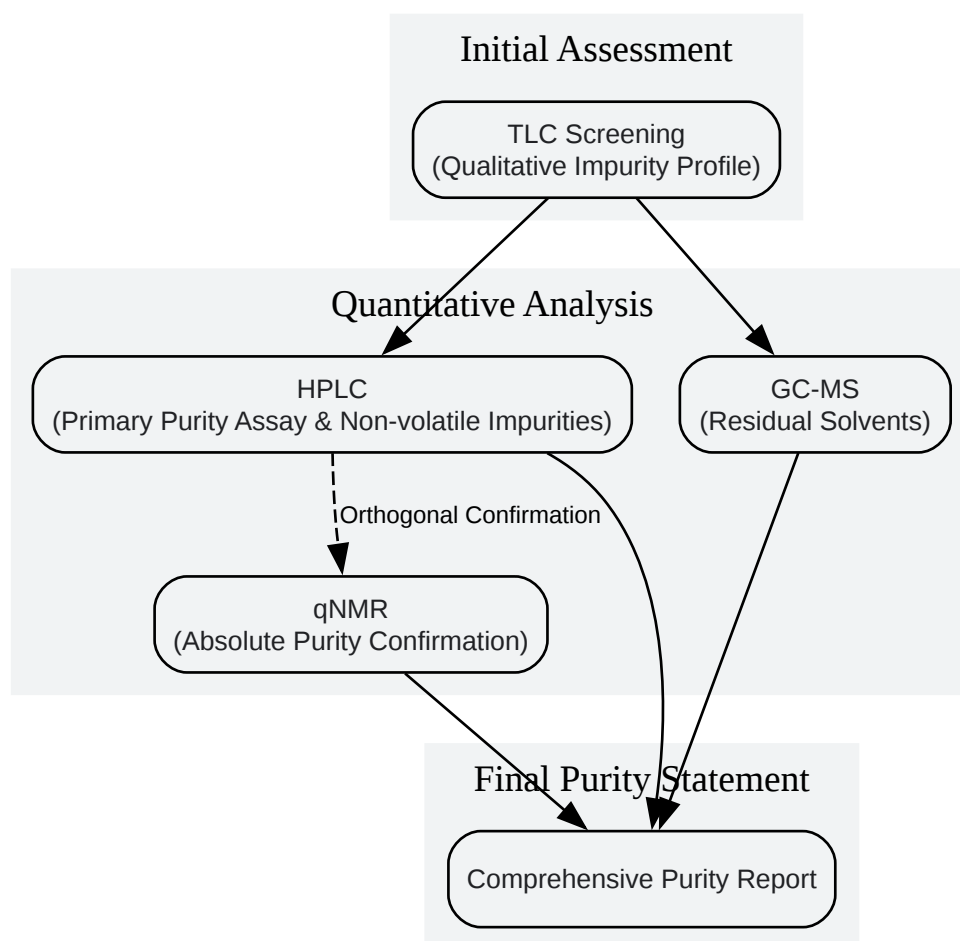 Initial Assessment
TLC Screening
(Qualitative Impurity Profile)
Quantitative Analysis
HPLC
(Primary Purity Assay & Non-volatile Impurities)
GC-MS
(Residual Solvents)
Orthogonal Confirmation
qNMR
(Absolute Purity Confirmation)
Final Purity Statement
Comprehensive Purity Report